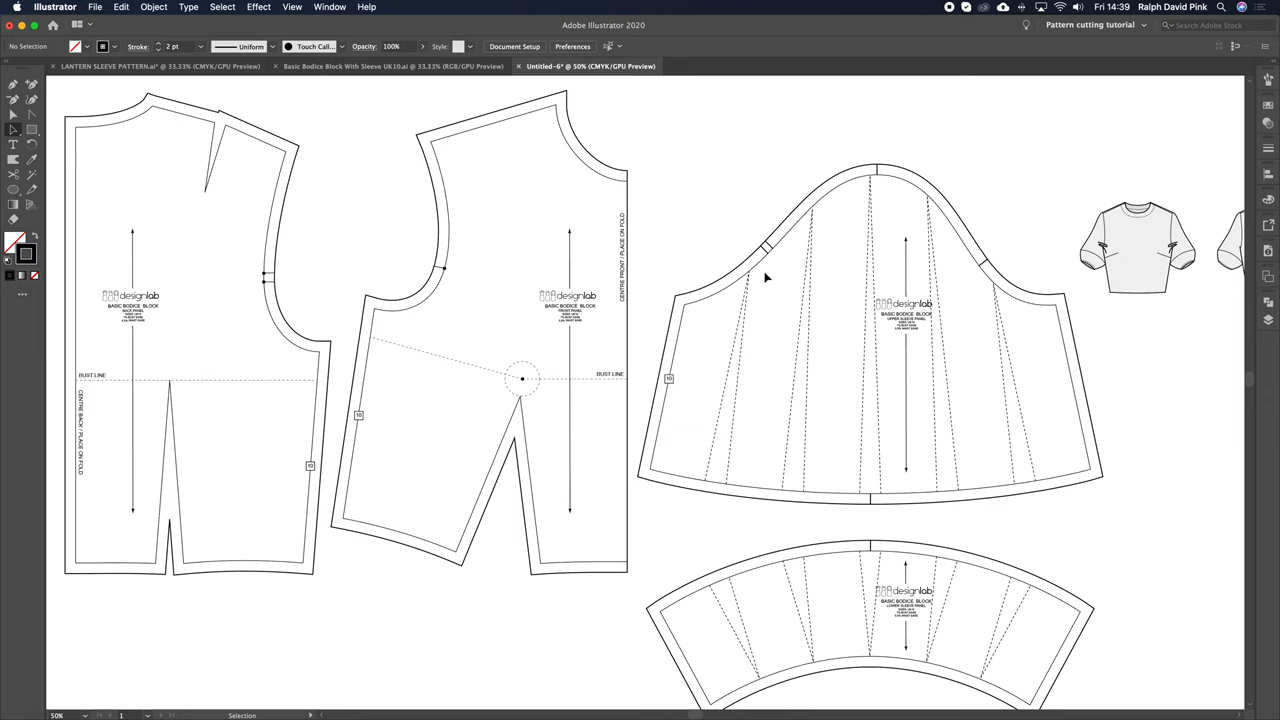 Illustrator File Edit Object Type Select Effect View Window Help
Fri 14:39 Ralph David Pink
Adobe Illustrator 2020
Pattern cutting tutorial
Search Adobe Stock
No Selection
Stroke: 2 pt
Uniform
Touch Call...
Opacity: 100%
Style:
Document Setup
Preferences
LANTERN SLEEVE PATTERN.ai* @ 33.33% (CMYK/GPU Preview)
Basic Bodice Block With Sleeve UK10.ai @ 33.33% (RGB/GPU Preview)
Untitled-6* @ 50% (CMYK/GPU Preview)
designlab
BASIC BODICE BLOCK
BACK PANEL
BUST LINE
CENTRE BACK / PLACE ON FOLD
10
designlab
BASIC BODICE BLOCK
FRONT PANEL
CENTRE FRONT / PLACE ON FOLD
BUST LINE
10
designlab
BASIC BODICE BLOCK
UPPER SLEEVE PANEL
10
designlab
BASIC BODICE BLOCK
LOWER SLEEVE PANEL
50%
1
Selection